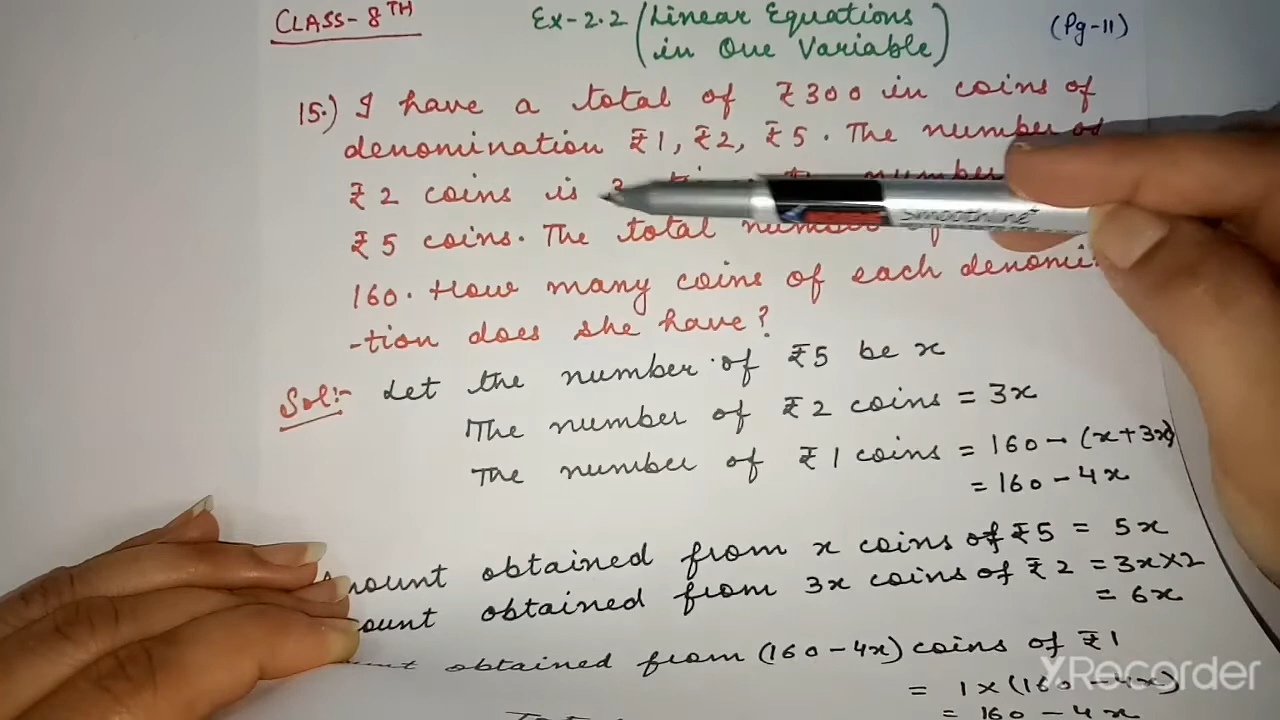 CLASS-8TH
Ex-2.2 (Linear Equations in One Variable)
(Pg-11)
15.) I have a total of ₹300 in coins of
denomination ₹1, ₹2, ₹5. The number
₹2 coins is 3
₹5 coins. The total number of
160. How many coins of each denomi
-tion does she have?
Sol:- Let the number of ₹5 be x
The number of ₹2 coins = 3x
The number of ₹1 coins = 160-(x+3x)
= 160-4x
obtained from x coins of ₹5 = 5x
obtained from 3x coins of ₹2 = 3x×2
= 6x
obtained from (160-4x) coins of ₹1
= 1×(160-4x)
= 160-4x
smoothline
XRecorder